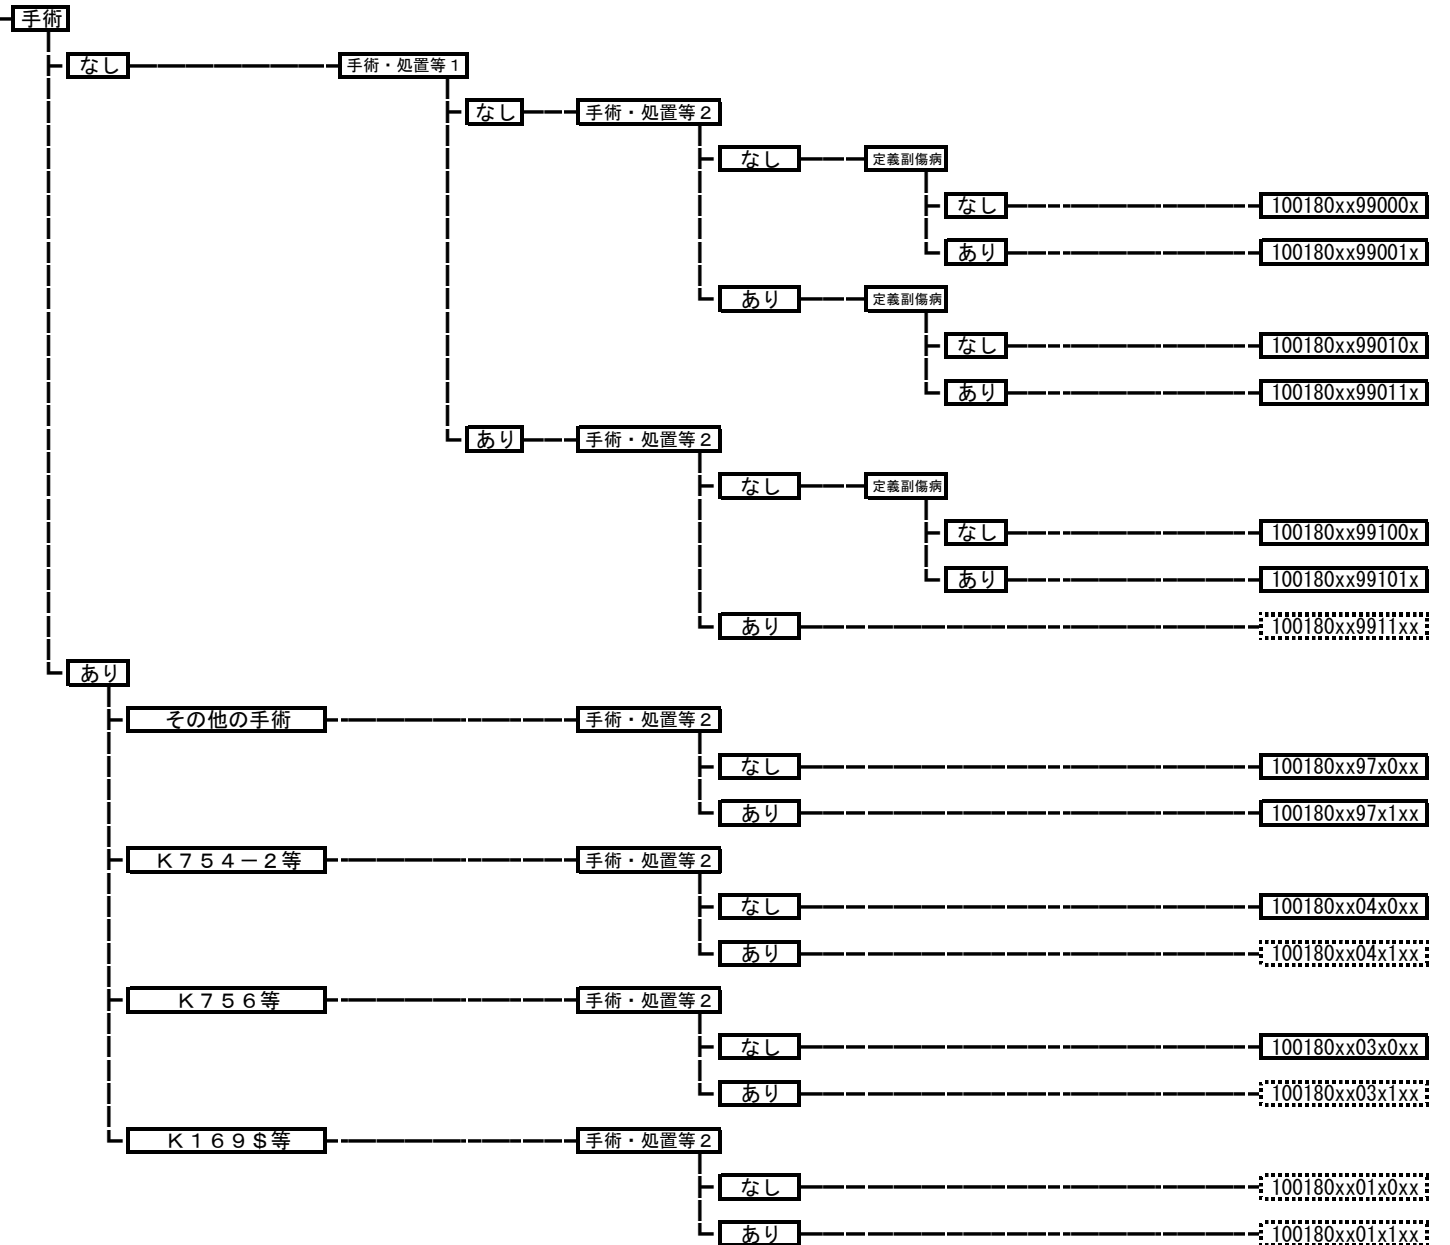 手術
なし 手術・処置等1
なし 手術・処置等2
なし 定義副傷病
なし 100180xx99000x
あり 100180xx99001x
あり 定義副傷病
なし 100180xx99010x
あり 100180xx99011x
あり 手術・処置等2
なし 定義副傷病
なし 100180xx99100x
あり 100180xx99101x
あり 100180xx9911xx
あり
その他の手術 手術・処置等2
なし 100180xx97x0xx
あり 100180xx97x1xx
K754-2等 手術・処置等2
なし 100180xx04x0xx
あり 100180xx04x1xx
K756等 手術・処置等2
なし 100180xx03x0xx
あり 100180xx03x1xx
K169$等 手術・処置等2
なし 100180xx01x0xx
あり 100180xx01x1xx